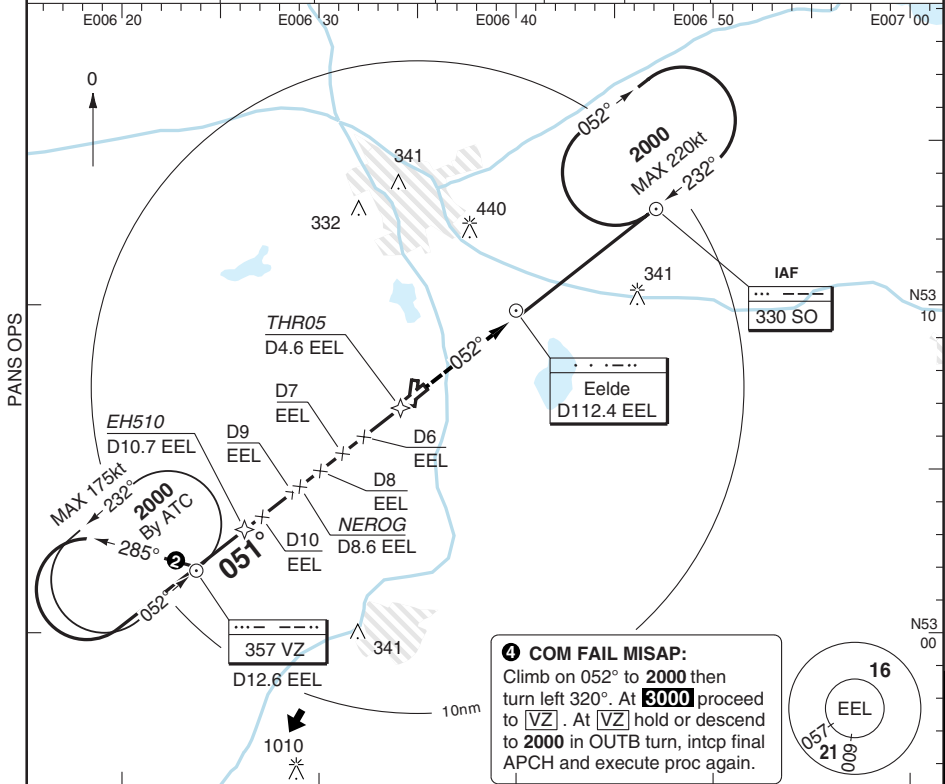 E006 20
E006 30
E006 40
E006 50
E007 00
0
052°
2000
MAX 220kt
232°
341
332
440
341
IAF
330 SO
N53
10
PANS OPS
THR05
D4.6 EEL
052°
Eelde
D112.4 EEL
D7
EEL
D6
EEL
EH510
D10.7 EEL
D9
EEL
D8
EEL
NEROG
D8.6 EEL
D10
EEL
MAX 175kt
232°
2000
By ATC
285°
2
051°
052°
357 VZ
D12.6 EEL
341
N53
00
10nm
1010
4 COM FAIL MISAP:
Climb on 052° to 2000 then
turn left 320°. At 3000 proceed
to VZ . At VZ hold or descend
to 2000 in OUTB turn, intcp final
APCH and execute proc again.
16
EEL
057
21
009